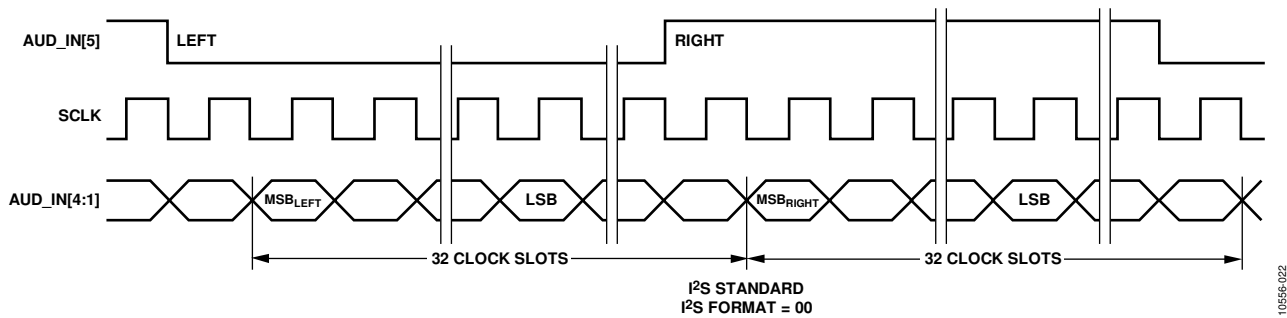 AUD_IN[5]
LEFT
RIGHT
SCLK
AUD_IN[4:1]
MSBLEFT
LSB
MSBRIGHT
LSB
32 CLOCK SLOTS
32 CLOCK SLOTS
I2S STANDARD
I2S FORMAT = 00
10556-022